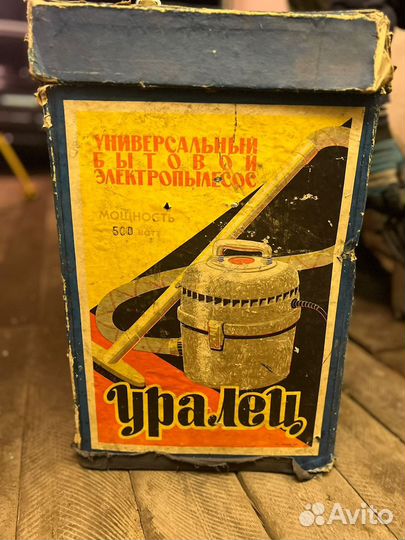 УНИВЕРСАЛЬНЫЙ
БЫТОВОЙ
ЭЛЕКТРОПЫЛЕСОС
МОЩНОСТЬ
500 ватт
Уралец
Avito